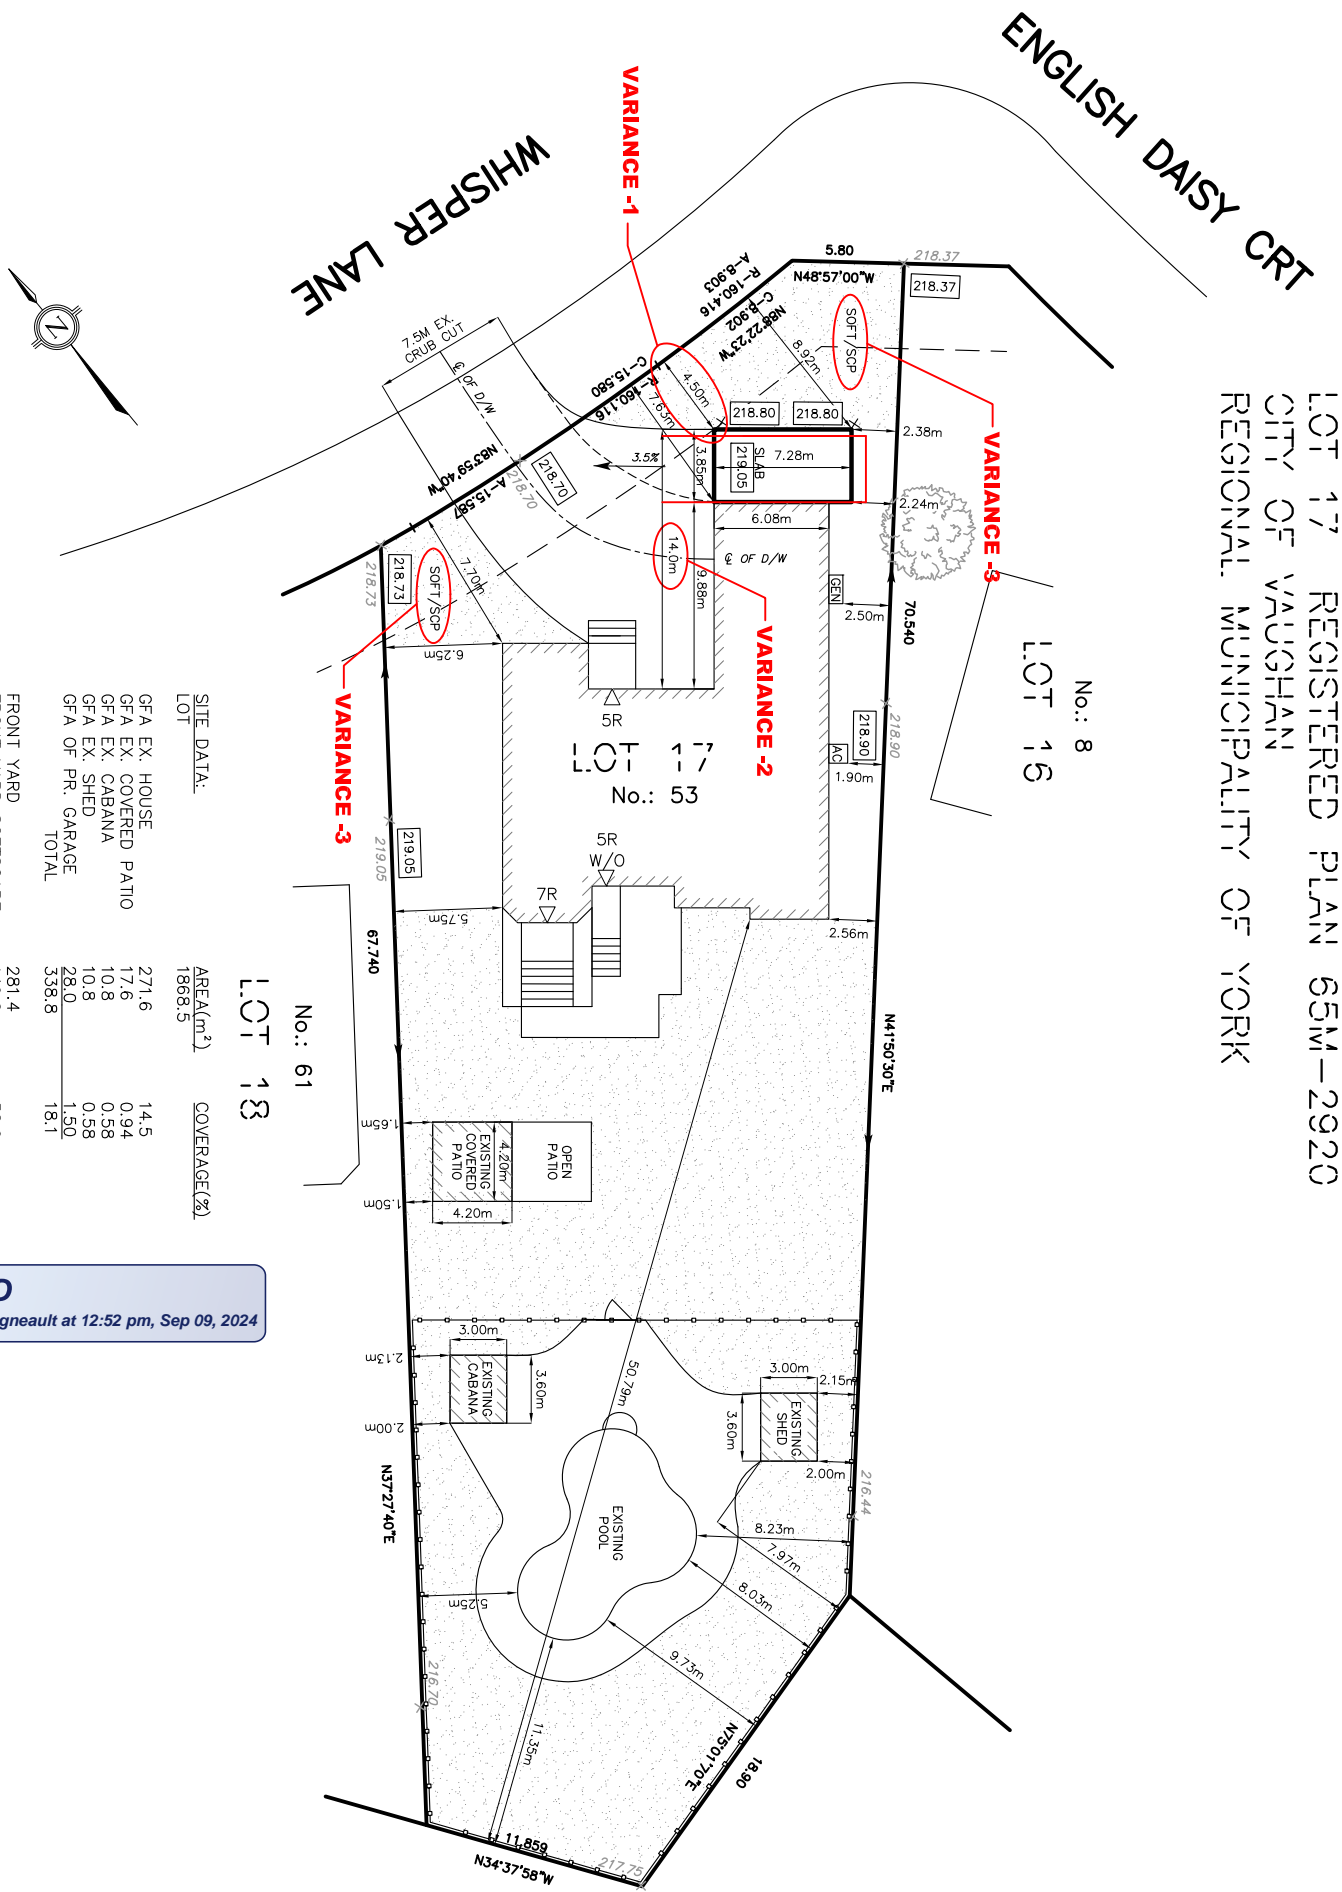 LOT 17 REGISTERED PLAN 65M-2920
CITY OF VAUGHAN
REGIONAL MUNICIPALITY OF YORK
ENGLISH DAISY CRT
WHISPER LANE
VARIANCE -1
VARIANCE -2
VARIANCE -3
VARIANCE -3
N
5.80
N48°57'00"W
218.37
218.37
R-160.416
A-8.903
C-8.902
N88°22'23"W
8.92m
SOFT/SCP
4.50m
C-15.580
R-160.116
7.63m
218.80
218.80
2.38m
7.5M EX.
CRUB CUT
₵ OF D/W
N83°59'40"W
A-15.587
218.70
218.70
3.5%
3.85m
SLAB
219.05
7.28m
2.24m
6.08m
14.0m
9.88m
₵ OF D/W
GEN
2.50m
70.540
7.70m
SOFT/SCP
218.73
218.73
6.25m
218.90
218.90
AC
1.90m
5R
LOT 17
No.: 53
No.: 8
LOT 16
5R
W/O
7R
219.05
219.05
5.75m
2.56m
67.740
N41°50'30"E
No.: 61
LOT 18
1.65m
1.50m
4.20m
EXISTING
COVERED
PATIO
OPEN
PATIO
4.20m
3.00m
2.13m
EXISTING
CABANA
3.60m
2.00m
50.79m
3.00m
2.15m
EXISTING
SHED
3.60m
2.00m
216.44
EXISTING
POOL
8.23m
7.97m
8.03m
9.73m
N37°27'40"E
5.25m
216.70
11.35m
N75°01'70"E
18.90
11.859
N34°37'58"W
217.75
SITE DATA: AREA(m²) COVERAGE(%)
LOT 1868.5
GFA EX. HOUSE 271.6 14.5
GFA EX. COVERED PATIO 17.6 0.94
GFA EX. CABANA 10.8 0.58
GFA EX. SHED 10.8 0.58
GFA OF PR. GARAGE 28.0 1.50
TOTAL 338.8 18.1
FRONT YARD 281.4
gneault at 12:52 pm, Sep 09, 2024